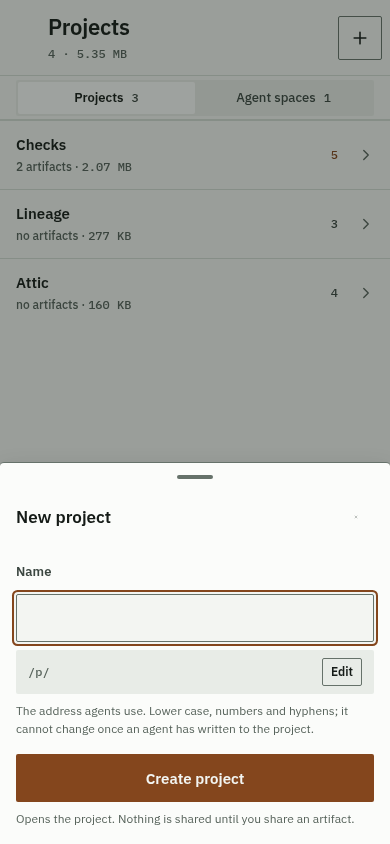 Projects
4 · 5.35 MB
Projects 3
Agent spaces 1
Checks
2 artifacts · 2.07 MB
5
Lineage
no artifacts · 277 KB
3
Attic
no artifacts · 160 KB
4
New project
Name
/p/
Edit
The address agents use. Lower case, numbers and hyphens; it
cannot change once an agent has written to the project.
Create project
Opens the project. Nothing is shared until you share an artifact.